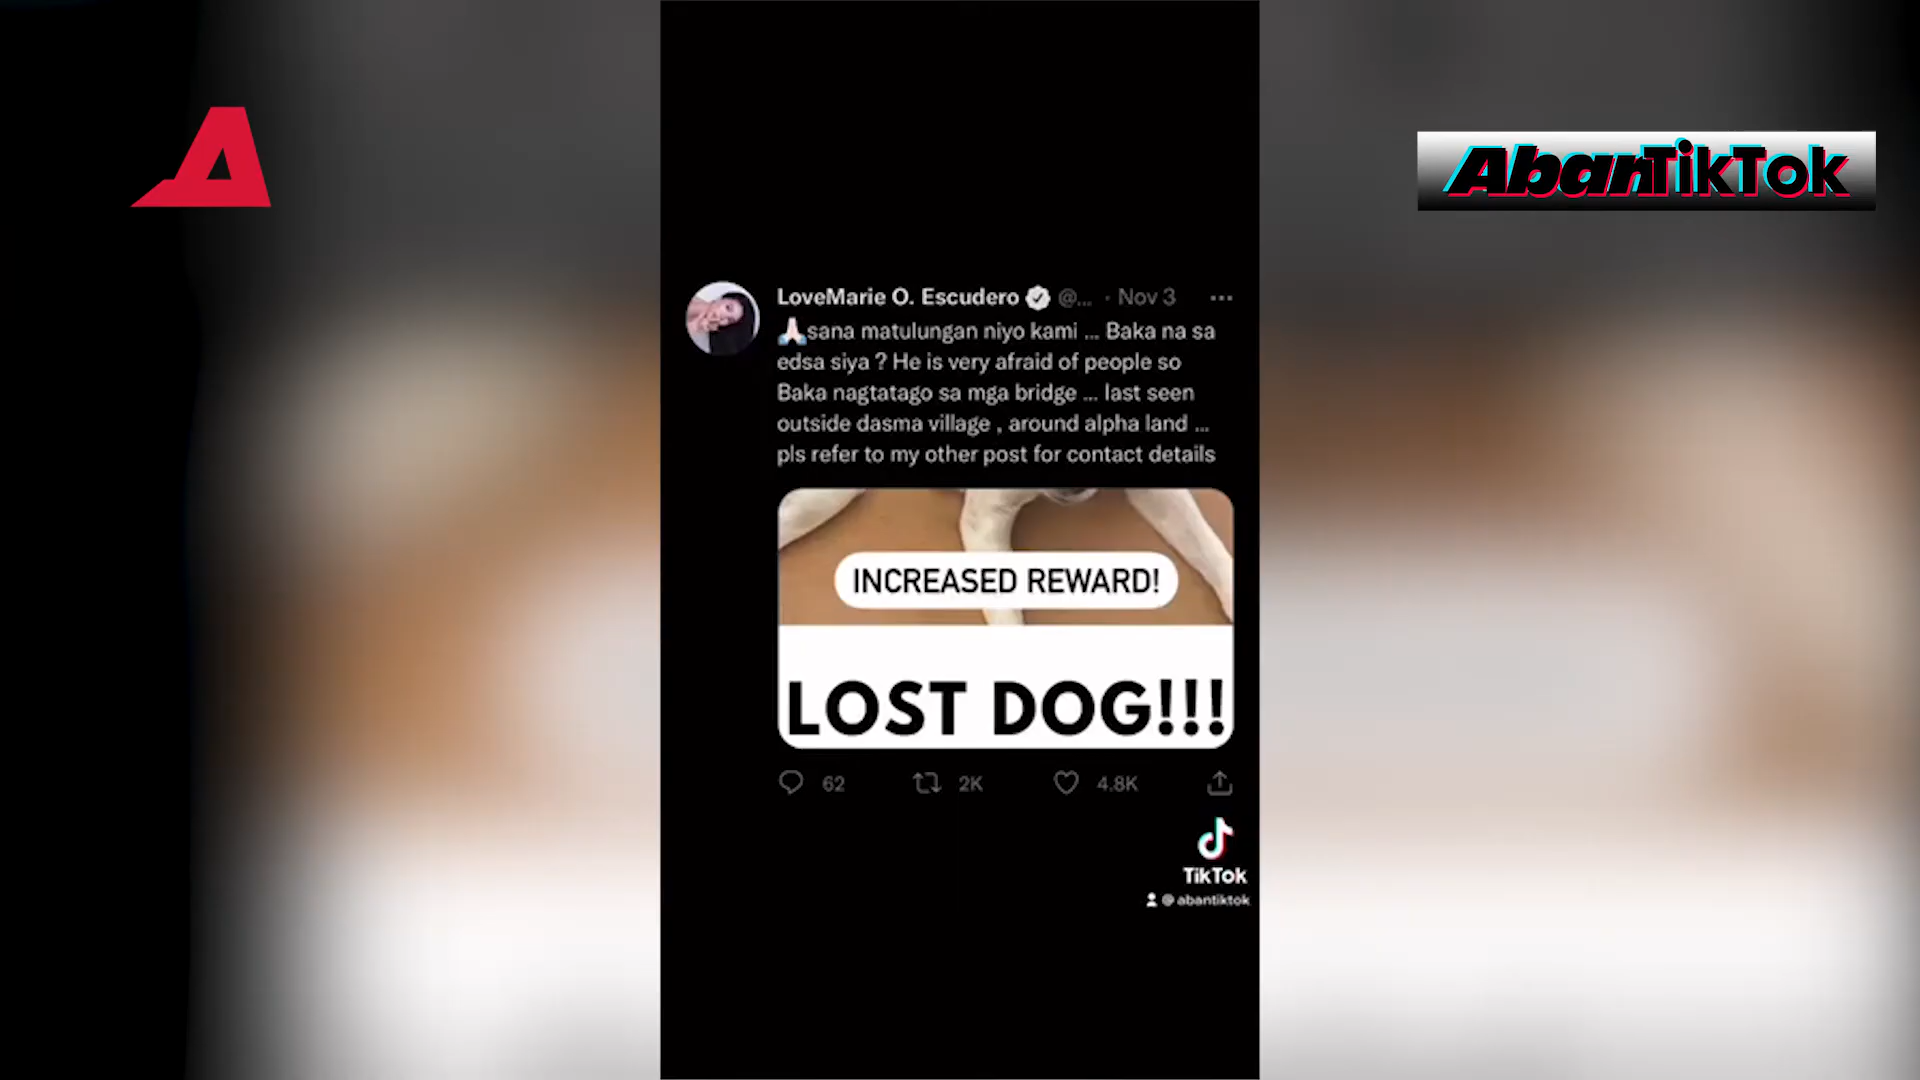 AbanTikTok
LoveMarie O. Escudero @... · Nov 3 ...
🙏🏻sana matulungan niyo kami ... Baka na sa
edsa siya ? He is very afraid of people so
Baka nagtatago sa mga bridge ... last seen
outside dasma village , around alpha land ...
pls refer to my other post for contact details
INCREASED REWARD!
LOST DOG!!!
62 2K 4.8K
TikTok
@abantiktok